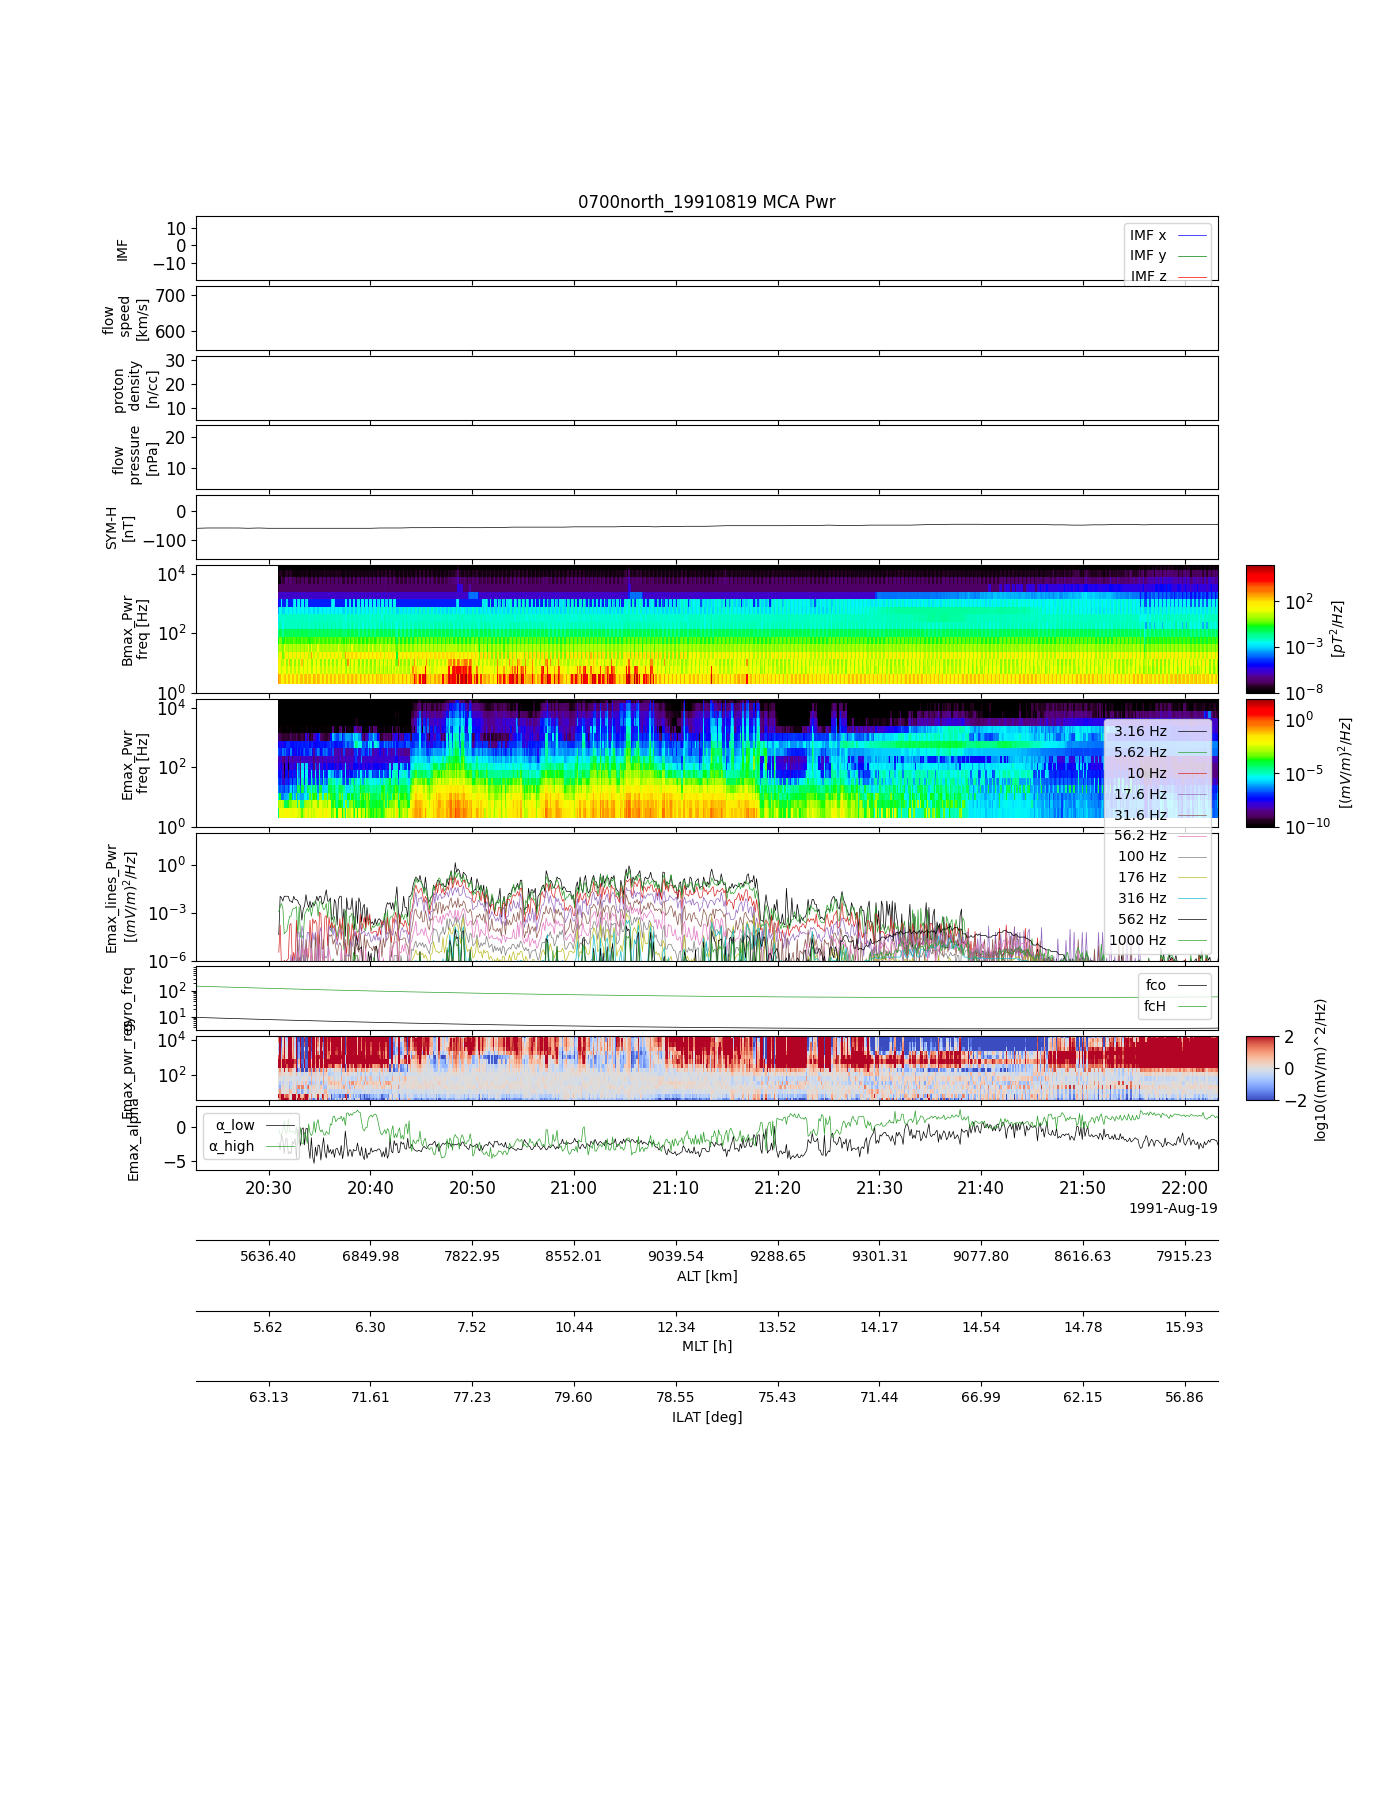 0700north_19910819 MCA Pwr
IMF
10
0
−10
IMF x
IMF y
IMF z
flow
speed
[km/s]
700
600
proton
density
[n/cc]
30
20
10
flow
pressure
[nPa]
20
10
SYM-H
[nT]
0
−100
Bmax_Pwr
freq [Hz]
10^4
10^2
10^0
10^2
10^−3
10^−8
[pT^2/Hz]
Emax_Pwr
freq [Hz]
10^4
10^2
10^0
10^0
10^−5
10^−10
[(mV/m)^2/Hz]
3.16 Hz
5.62 Hz
10 Hz
17.6 Hz
31.6 Hz
56.2 Hz
100 Hz
176 Hz
316 Hz
562 Hz
1000 Hz
Emax_lines_Pwr
[(mV/m)^2/Hz]
10^0
10^−3
10^−6
gyro_freq
10^2
10^1
fco
fcH
Emax_pwr_res
10^4
10^2
2
0
−2
log10((mV/m)^2/Hz)
Emax_alpha
0
−5
α_low
α_high
20:30 20:40 20:50 21:00 21:10 21:20 21:30 21:40 21:50 22:00
1991-Aug-19
5636.40 6849.98 7822.95 8552.01 9039.54 9288.65 9301.31 9077.80 8616.63 7915.23
ALT [km]
5.62 6.30 7.52 10.44 12.34 13.52 14.17 14.54 14.78 15.93
MLT [h]
63.13 71.61 77.23 79.60 78.55 75.43 71.44 66.99 62.15 56.86
ILAT [deg]